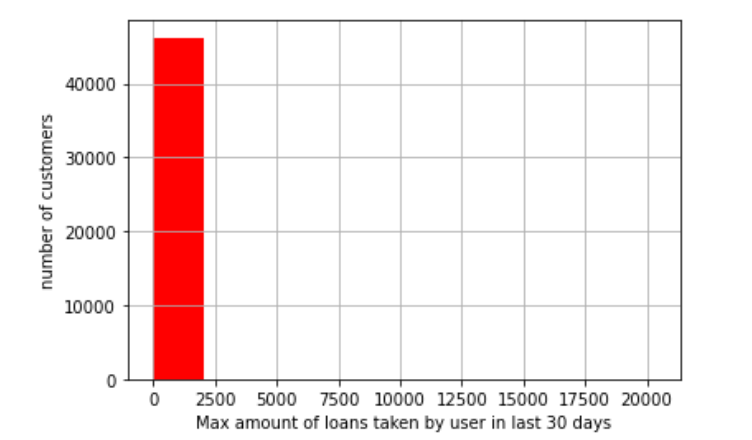 number of customers
40000
30000
20000
10000
0
0 2500 5000 7500 10000 12500 15000 17500 20000
Max amount of loans taken by user in last 30 days